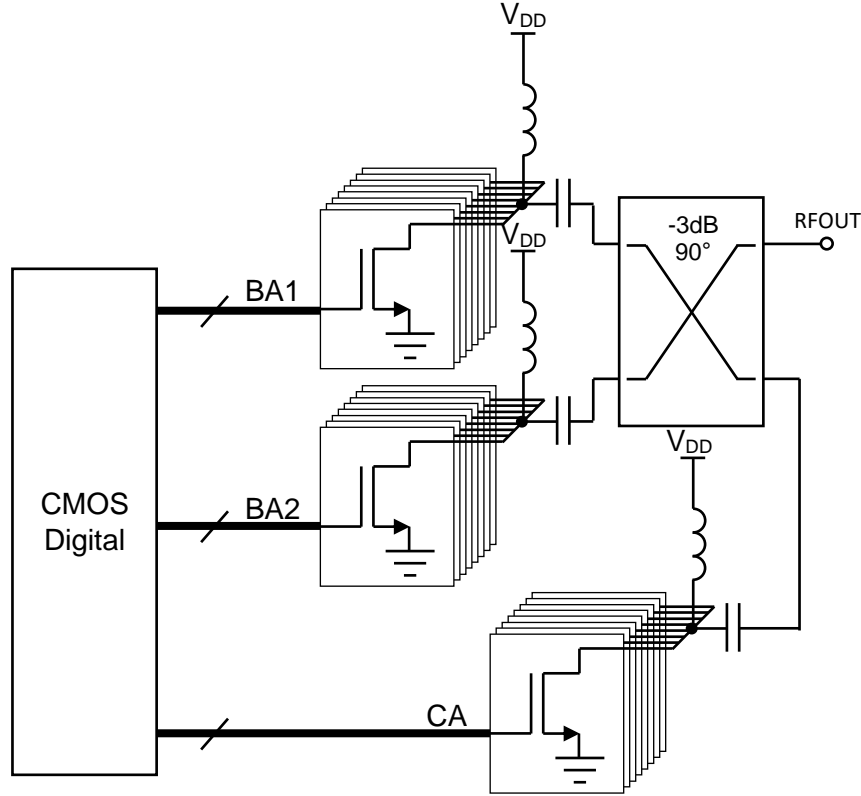 VDD
-3dB
90°
RFOUT
VDD
BA1
VDD
CMOS
Digital
BA2
CA